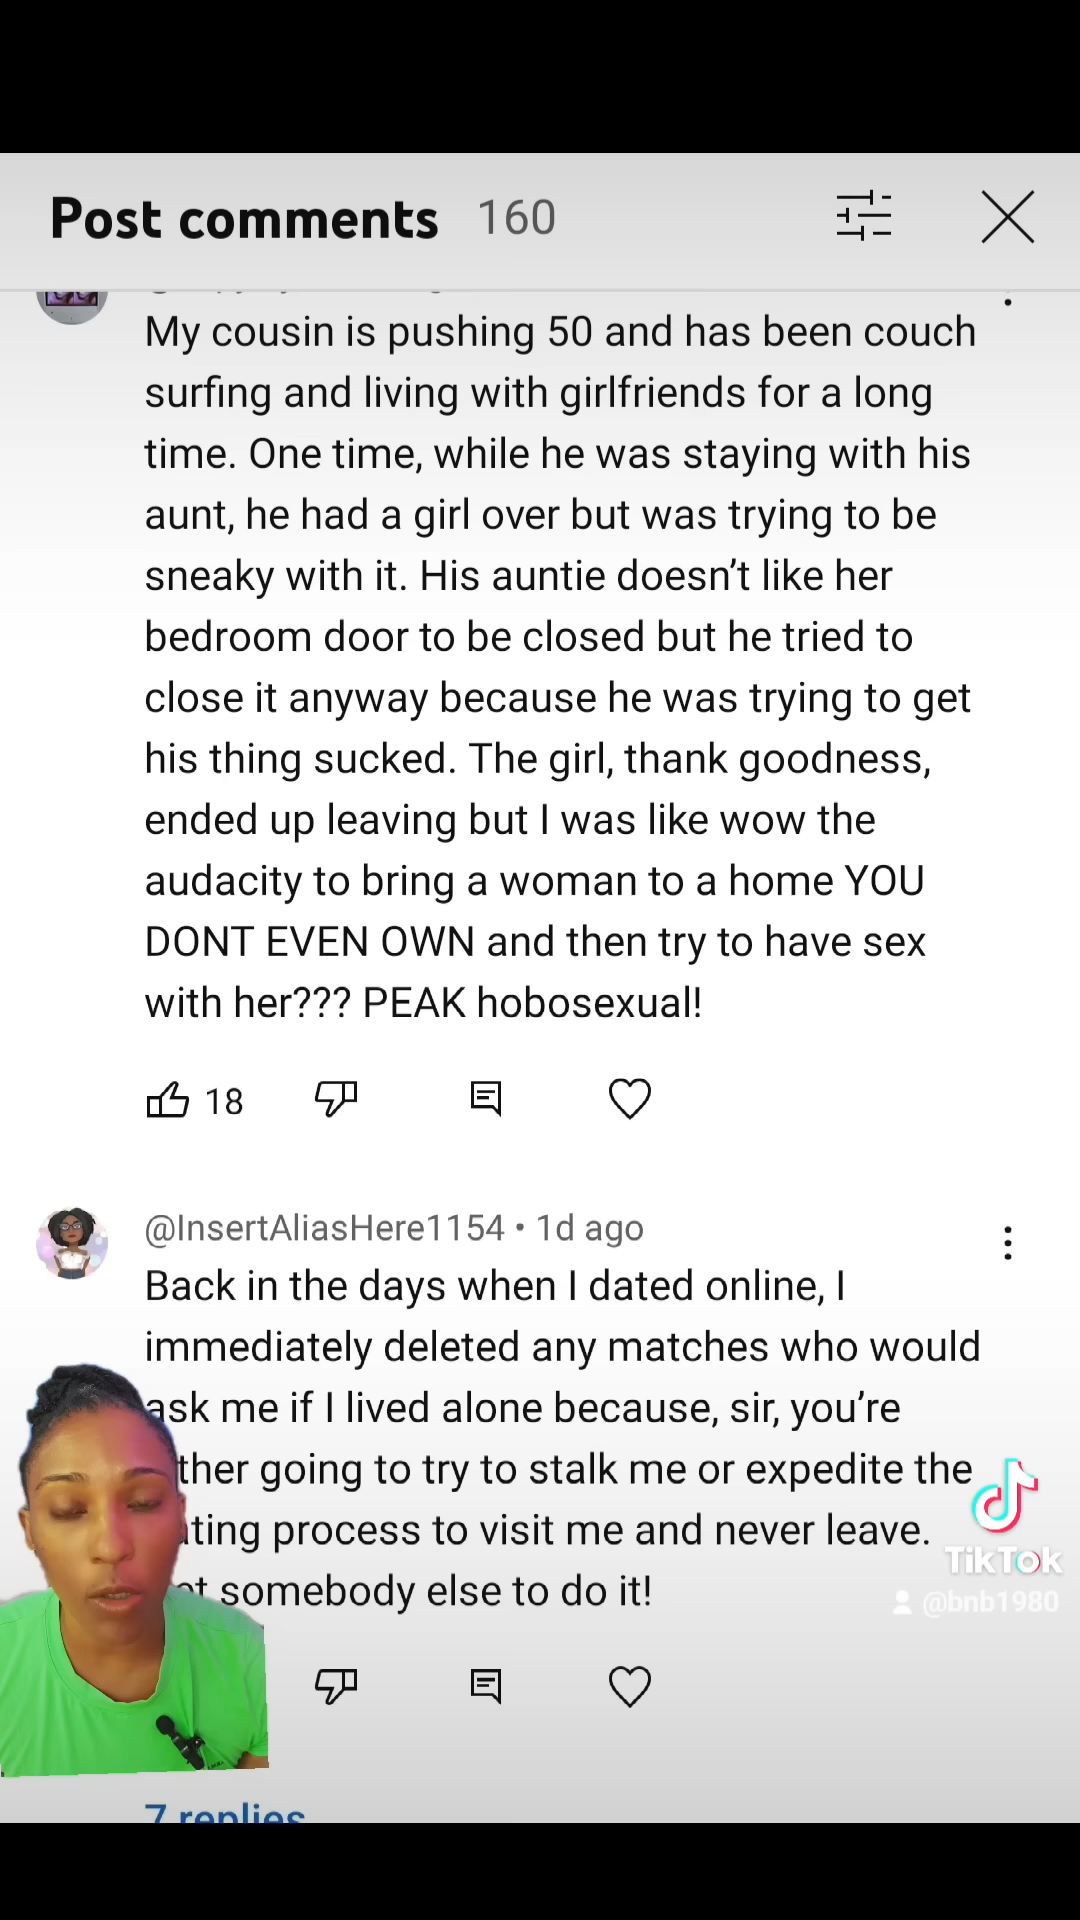 Post comments 160
My cousin is pushing 50 and has been couch
surfing and living with girlfriends for a long
time. One time, while he was staying with his
aunt, he had a girl over but was trying to be
sneaky with it. His auntie doesn’t like her
bedroom door to be closed but he tried to
close it anyway because he was trying to get
his thing sucked. The girl, thank goodness,
ended up leaving but I was like wow the
audacity to bring a woman to a home YOU
DONT EVEN OWN and then try to have sex
with her??? PEAK hobosexual!
18
@InsertAliasHere1154 • 1d ago
Back in the days when I dated online, I
immediately deleted any matches who would
ask me if I lived alone because, sir, you’re
going to try to stalk me or expedite the
process to visit me and never leave.
somebody else to do it!
TikTok
@bnb1980
7 replies